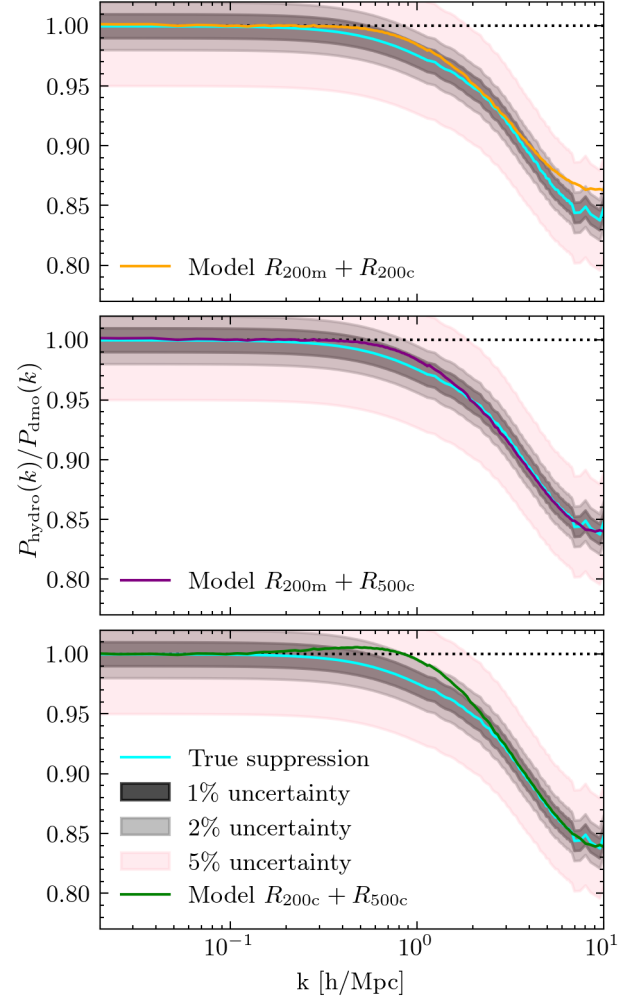 1.00
0.95
0.90
0.85
0.80
Model R₂₀₀ₘ + R₂₀₀c
1.00
0.95
0.90
0.85
0.80
Model R₂₀₀ₘ + R₅₀₀c
P_hydro(k)/P_dmo(k)
1.00
0.95
0.90
0.85
0.80
True suppression
1% uncertainty
2% uncertainty
5% uncertainty
Model R₂₀₀c + R₅₀₀c
10⁻¹ 10⁰ 10¹
k [h/Mpc]